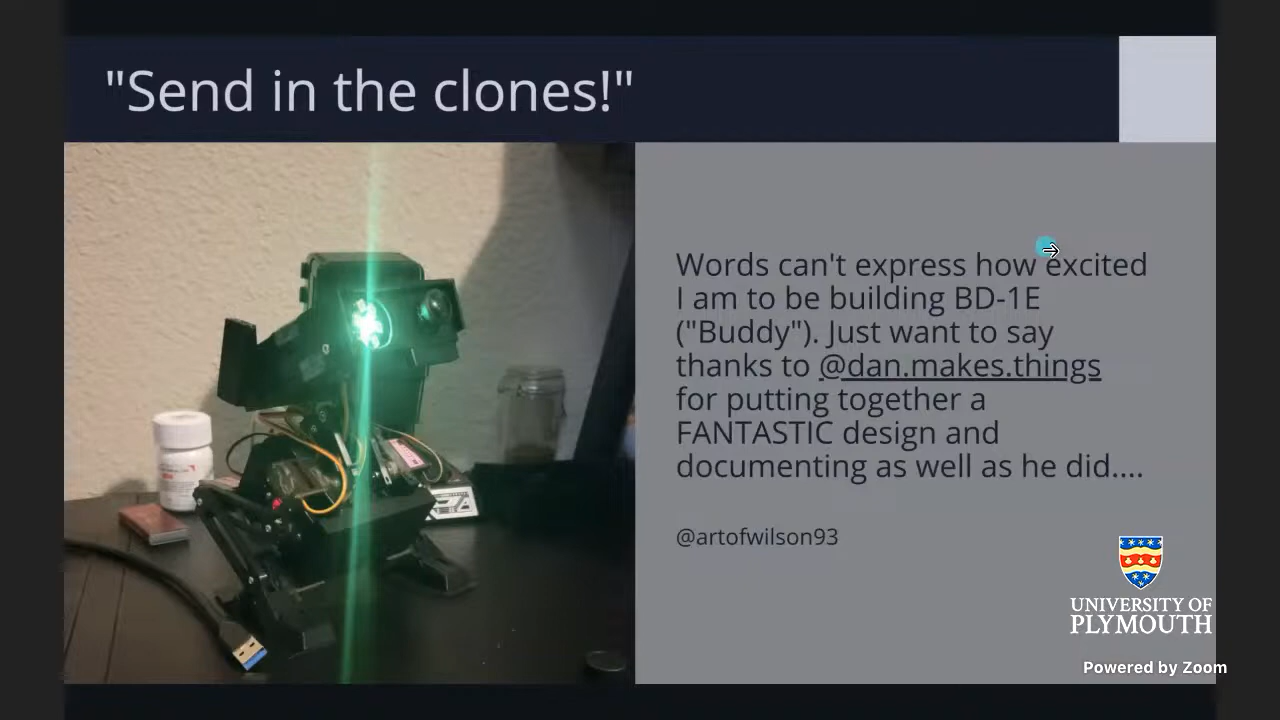 "Send in the clones!"
Words can't express how excited
I am to be building BD-1E
("Buddy"). Just want to say
thanks to @dan.makes.things
for putting together a
FANTASTIC design and
documenting as well as he did....
@artofwilson93
UNIVERSITY OF
PLYMOUTH
Powered by Zoom